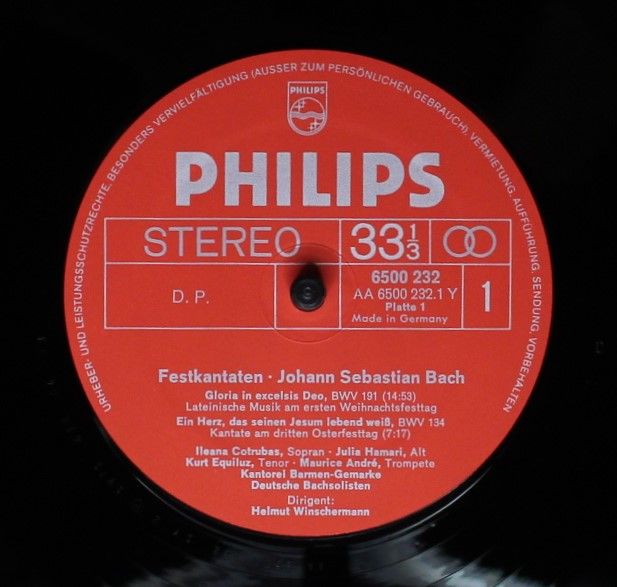 URHEBER- UND LEISTUNGSSCHUTZRECHTE, BESONDERS VERVIELFÄLTIGUNG (AUSSER ZUM PERSÖNLICHEN GEBRAUCH), VERMIETUNG, AUFFÜHRUNG, SENDUNG, VORBEHALTEN
PHILIPS
PHILIPS
STEREO
33 1/3
D. P.
6500 232
AA 6500 232.1 Y
Platte 1
Made in Germany
1
Festkantaten · Johann Sebastian Bach
Gloria in excelsis Deo, BWV 191 (14:53)
Lateinische Musik am ersten Weihnachtsfesttag
Ein Herz, das seinen Jesum lebend weiß, BWV 134
Kantate am dritten Osterfesttag (7:17)
Ileana Cotrubas, Sopran · Julia Hamari, Alt
Kurt Equiluz, Tenor · Maurice André, Trompete
Kantorei Barmen-Gemarke
Deutsche Bachsolisten
Dirigent:
Helmut Winschermann